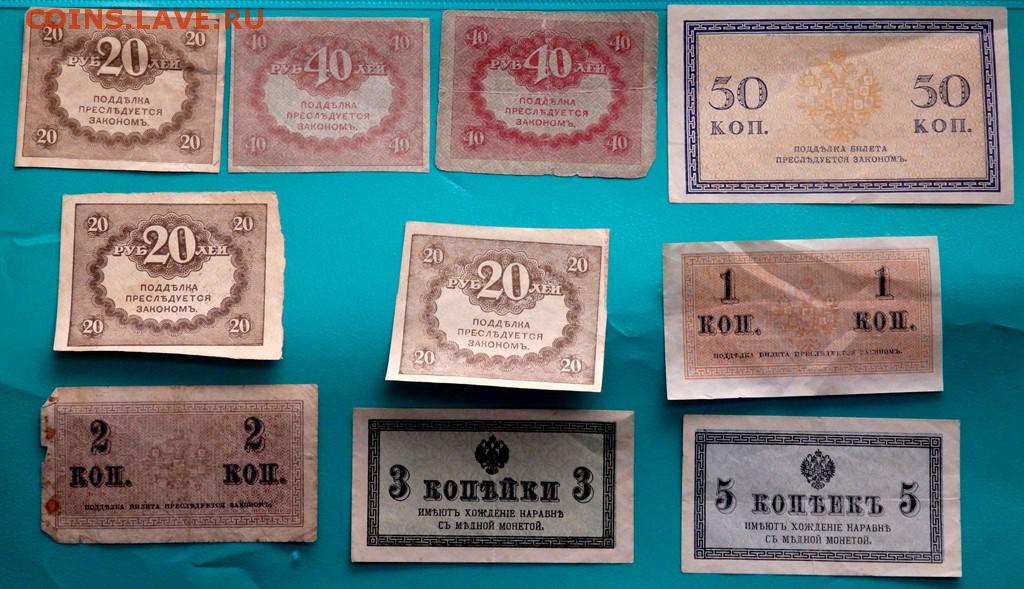 COINS.LAVE.RU
20 20
РУБ 20 ЛЕЙ
ПОДДѢЛКА
ПРЕСЛѢДУЕТСЯ
ЗАКОНОМЪ.
20 20
40 40
РУБ 40 ЛЕЙ
ПОДДѢЛКА
ПРЕСЛѢДУЕТСЯ
ЗАКОНОМЪ.
40 40
40 40
РУБ 40 ЛЕЙ
ПОДДѢЛКА
ПРЕСЛѢДУЕТСЯ
ЗАКОНОМЪ.
40 40
50 50
КОП. КОП.
ПОДДѢЛКА БИЛЕТА
ПРЕСЛѢДУЕТСЯ ЗАКОНОМЪ.
20 20
РУБ 20 ЛЕЙ
ПОДДѢЛКА
ПРЕСЛѢДУЕТСЯ
ЗАКОНОМЪ.
20 20
20 20
РУБ 20 ЛЕЙ
ПОДДѢЛКА
ПРЕСЛѢДУЕТСЯ
ЗАКОНОМЪ.
20 20
1 1
КОП. КОП.
ПОДДѢЛКА БИЛЕТА ПРЕСЛѢДУЕТСЯ ЗАКОНОМЪ.
2 2
КОП. КОП.
ПОДДѢЛКА БИЛЕТА ПРЕСЛѢДУЕТСЯ ЗАКОНОМЪ.
3 КОПѢЙКИ 3
ИМѢЮТЪ ХОЖДЕНІЕ НАРАВНѢ
СЪ МѢДНОЙ МОНЕТОЙ.
5 КОПѢЕКЪ 5
ИМѢЮТЪ ХОЖДЕНІЕ НАРАВНѢ
СЪ МѢДНОЙ МОНЕТОЙ.